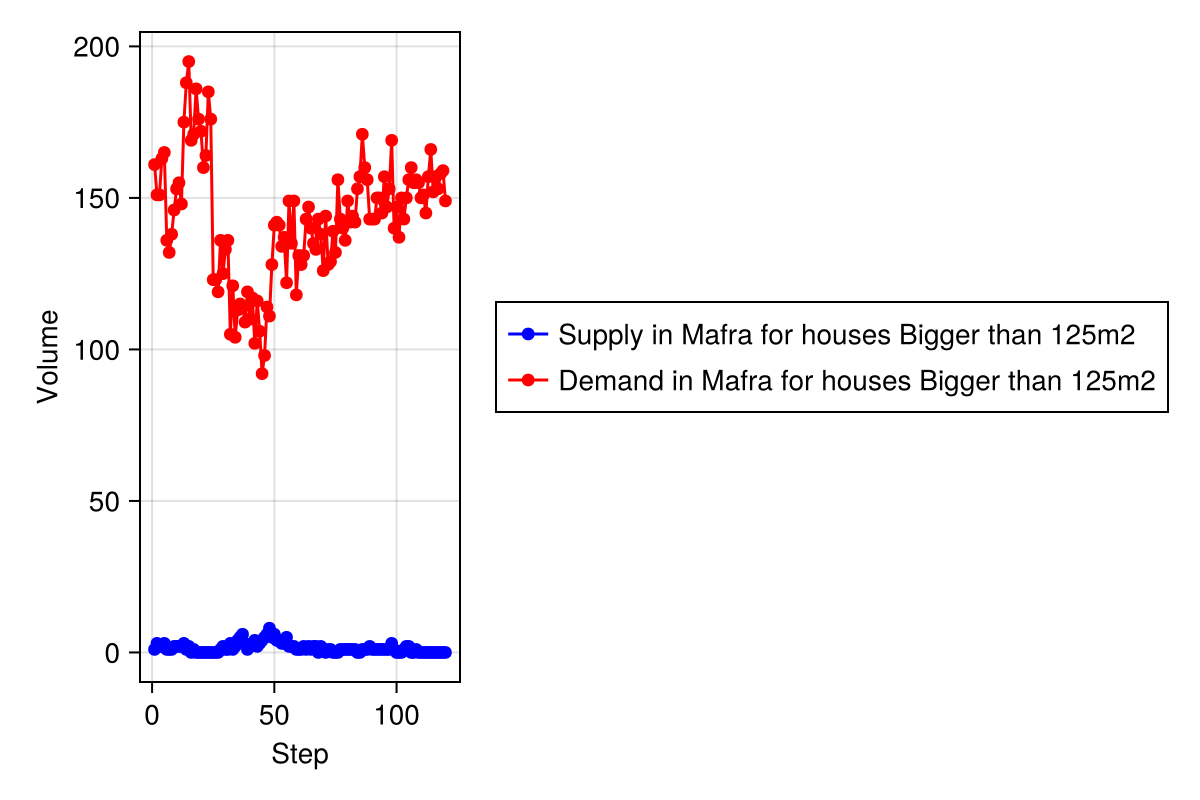 200
150
100
50
0
Volume
0
50
100
Step
Supply in Mafra for houses Bigger than 125m2
Demand in Mafra for houses Bigger than 125m2